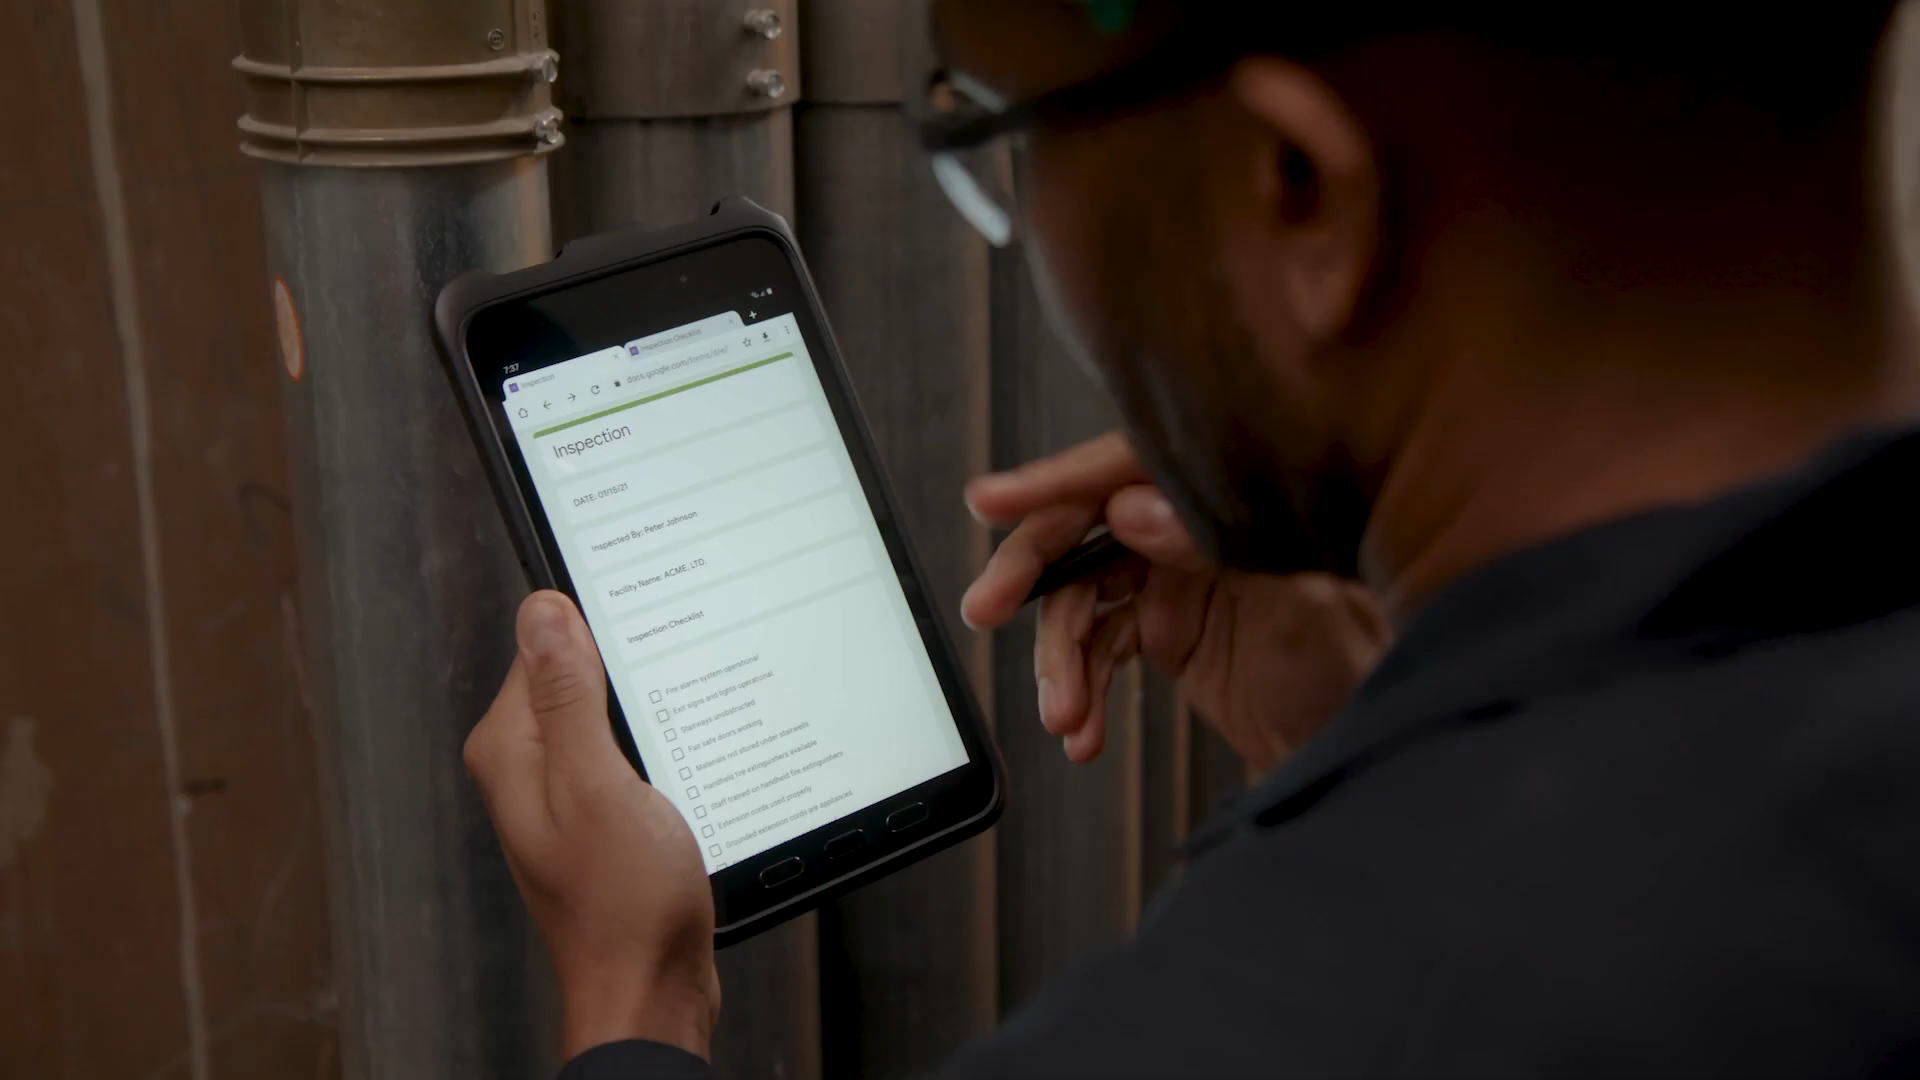 7:37
Inspection
Inspection Checklist
docs.google.com/forms/d/e/
Inspection
DATE: 01/15/21
Inspected By: Peter Johnson
Facility Name: ACME, LTD.
Inspection Checklist
Fire alarm system operational
Exit signs and lights operational
Stairways unobstructed
Fair safe doors working
Materials not stored under stairwells
Handheld fire extinguishers available
Staff trained on handheld fire extinguishers
Extension cords used properly
Grounded extension cords are appliances